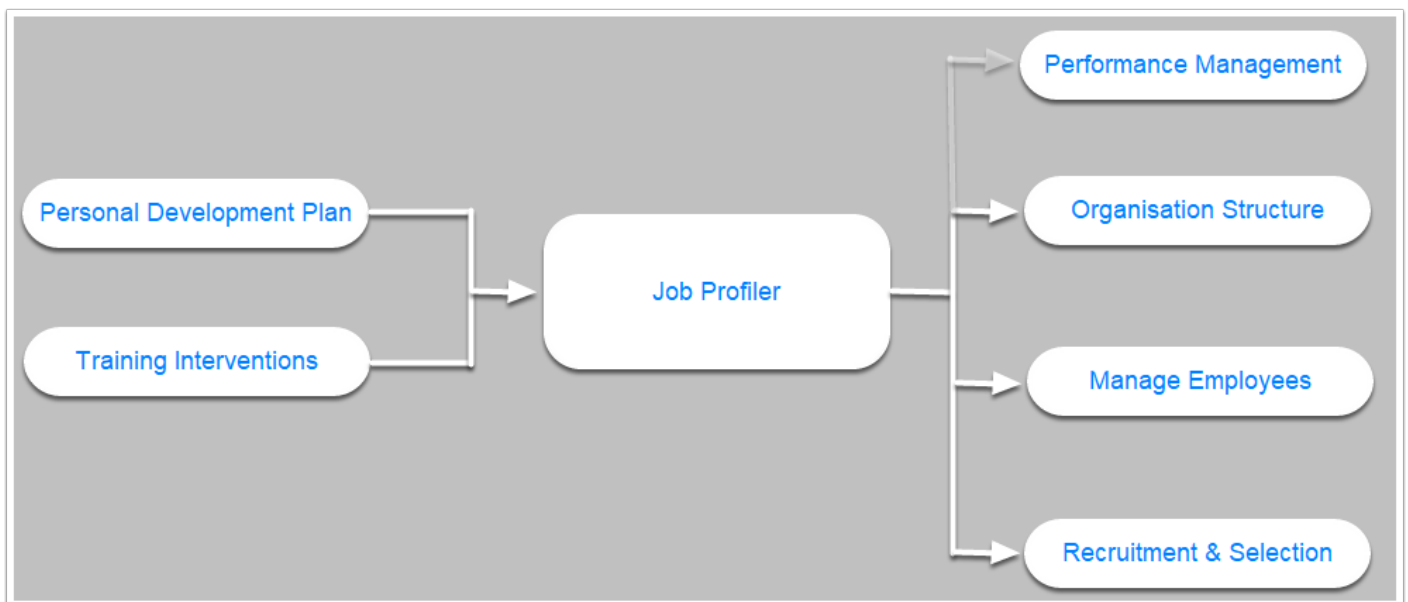 Personal Development Plan
Training Interventions
Job Profiler
Performance Management
Organisation Structure
Manage Employees
Recruitment & Selection